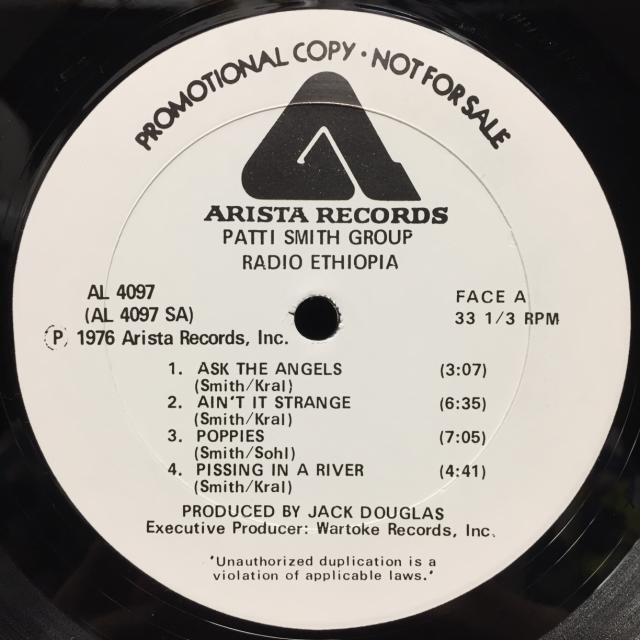 PROMOTIONAL COPY · NOT FOR SALE
ARISTA RECORDS
PATTI SMITH GROUP
RADIO ETHIOPIA
AL 4097
(AL 4097 SA)
Ⓟ 1976 Arista Records, Inc.
FACE A
33 1/3 RPM
1. ASK THE ANGELS (3:07)
(Smith/Kral)
2. AIN'T IT STRANGE (6:35)
(Smith/Kral)
3. POPPIES (7:05)
(Smith/Sohl)
4. PISSING IN A RIVER (4:41)
(Smith/Kral)
PRODUCED BY JACK DOUGLAS
Executive Producer: Wartoke Records, Inc.
'Unauthorized duplication is a
violation of applicable laws.'